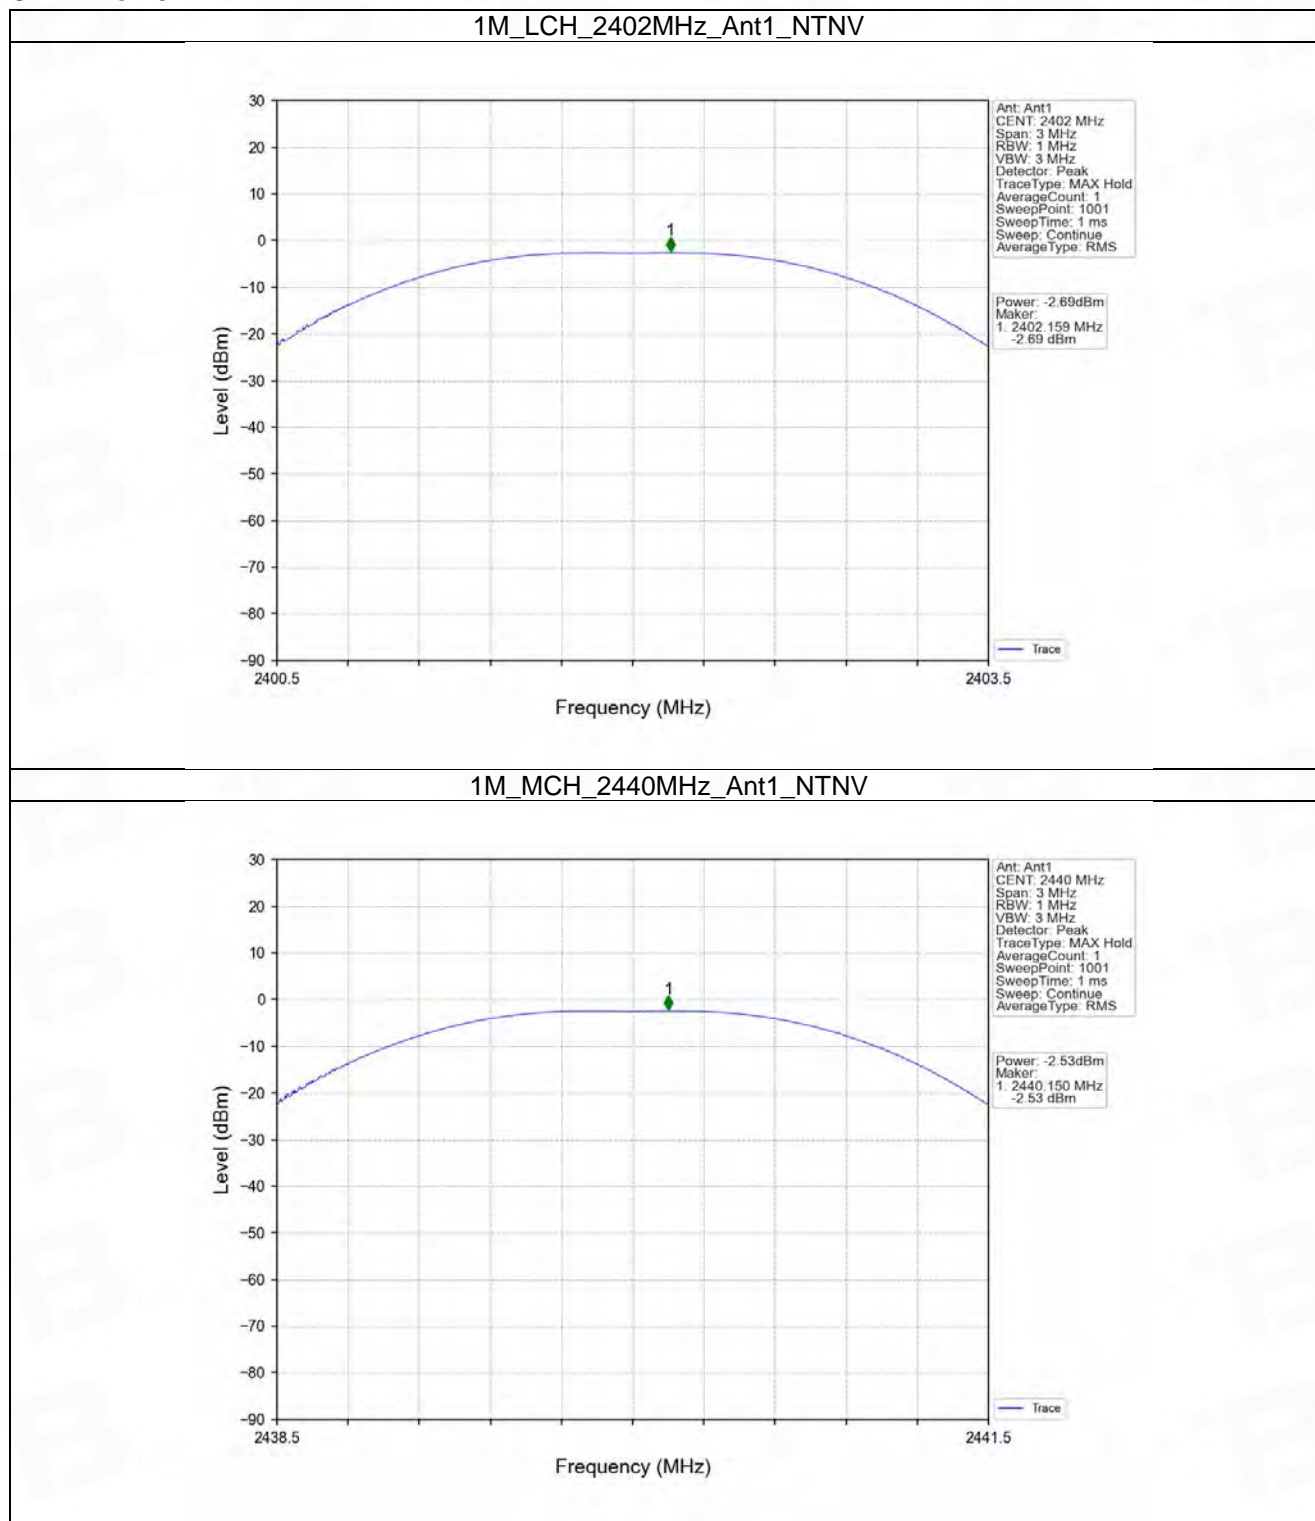 1M_LCH_2402MHz_Ant1_NTNV
30
20
10
0
−10
−20
−30
−40
−50
−60
−70
−80
−90
Level (dBm)
1
2400.5
2403.5
Frequency (MHz)
Ant: Ant1
CENT: 2402 MHz
Span: 3 MHz
RBW: 1 MHz
VBW: 3 MHz
Detector: Peak
TraceType: MAX Hold
AverageCount: 1
SweepPoint: 1001
SweepTime: 1 ms
Sweep: Continue
AverageType: RMS
Power: -2.69dBm
Maker:
1. 2402.159 MHz
-2.69 dBm
Trace
1M_MCH_2440MHz_Ant1_NTNV
30
20
10
0
−10
−20
−30
−40
−50
−60
−70
−80
−90
Level (dBm)
1
2438.5
2441.5
Frequency (MHz)
Ant: Ant1
CENT: 2440 MHz
Span: 3 MHz
RBW: 1 MHz
VBW: 3 MHz
Detector: Peak
TraceType: MAX Hold
AverageCount: 1
SweepPoint: 1001
SweepTime: 1 ms
Sweep: Continue
AverageType: RMS
Power: -2.53dBm
Maker:
1. 2440.150 MHz
-2.53 dBm
Trace